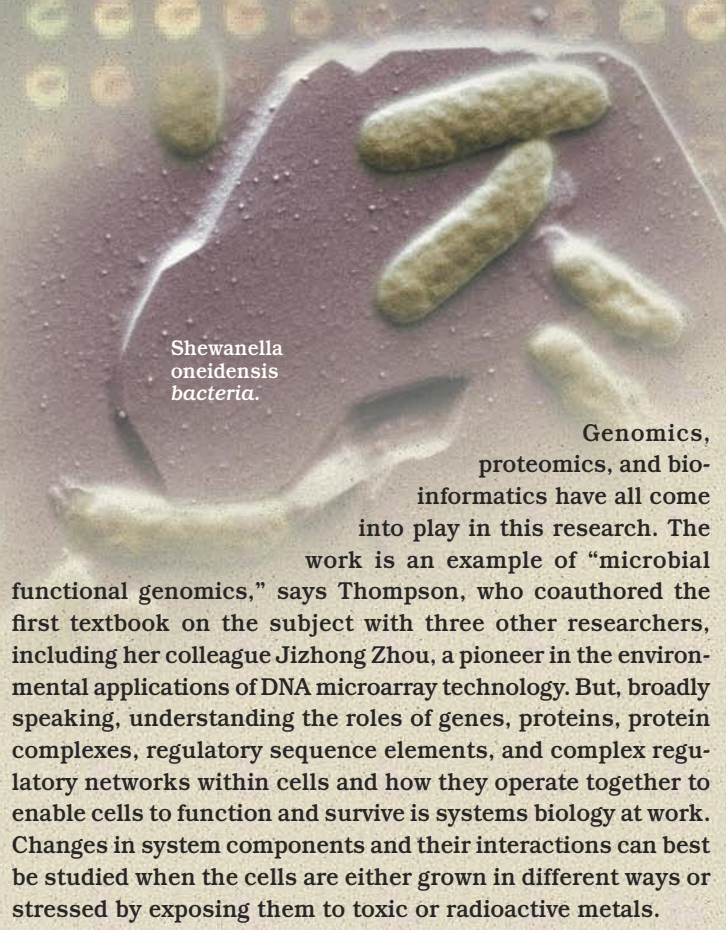 Shewanella
oneidensis
bacteria.
Genomics,
proteomics, and bio-
informatics have all come
into play in this research. The
work is an example of “microbial
functional genomics,” says Thompson, who coauthored the
first textbook on the subject with three other researchers,
including her colleague Jizhong Zhou, a pioneer in the environ-
mental applications of DNA microarray technology. But, broadly
speaking, understanding the roles of genes, proteins, protein
complexes, regulatory sequence elements, and complex regu-
latory networks within cells and how they operate together to
enable cells to function and survive is systems biology at work.
Changes in system components and their interactions can best
be studied when the cells are either grown in different ways or
stressed by exposing them to toxic or radioactive metals.